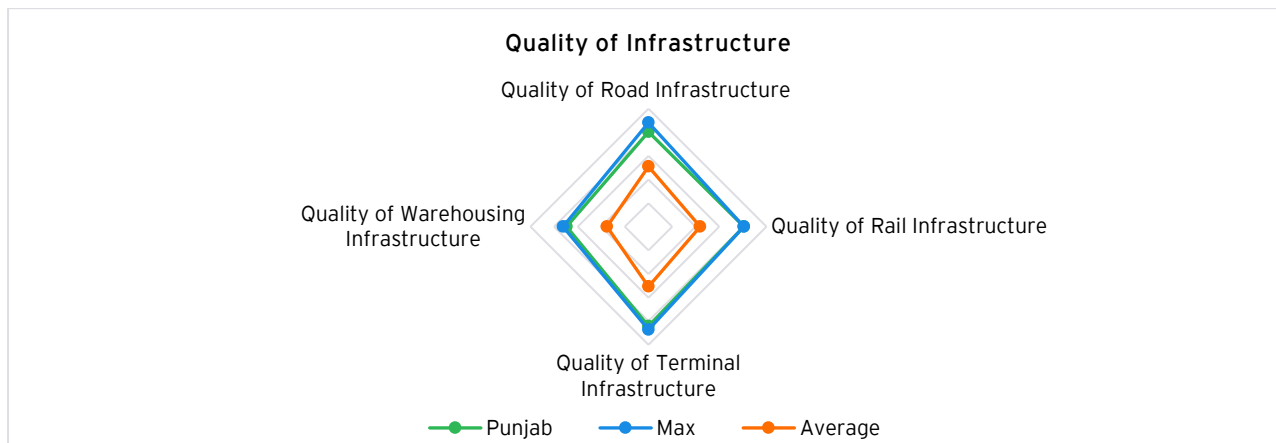 Quality of Infrastructure
Quality of Road Infrastructure
Quality of Warehousing
Infrastructure
Quality of Rail Infrastructure
Quality of Terminal
Infrastructure
Punjab Max Average